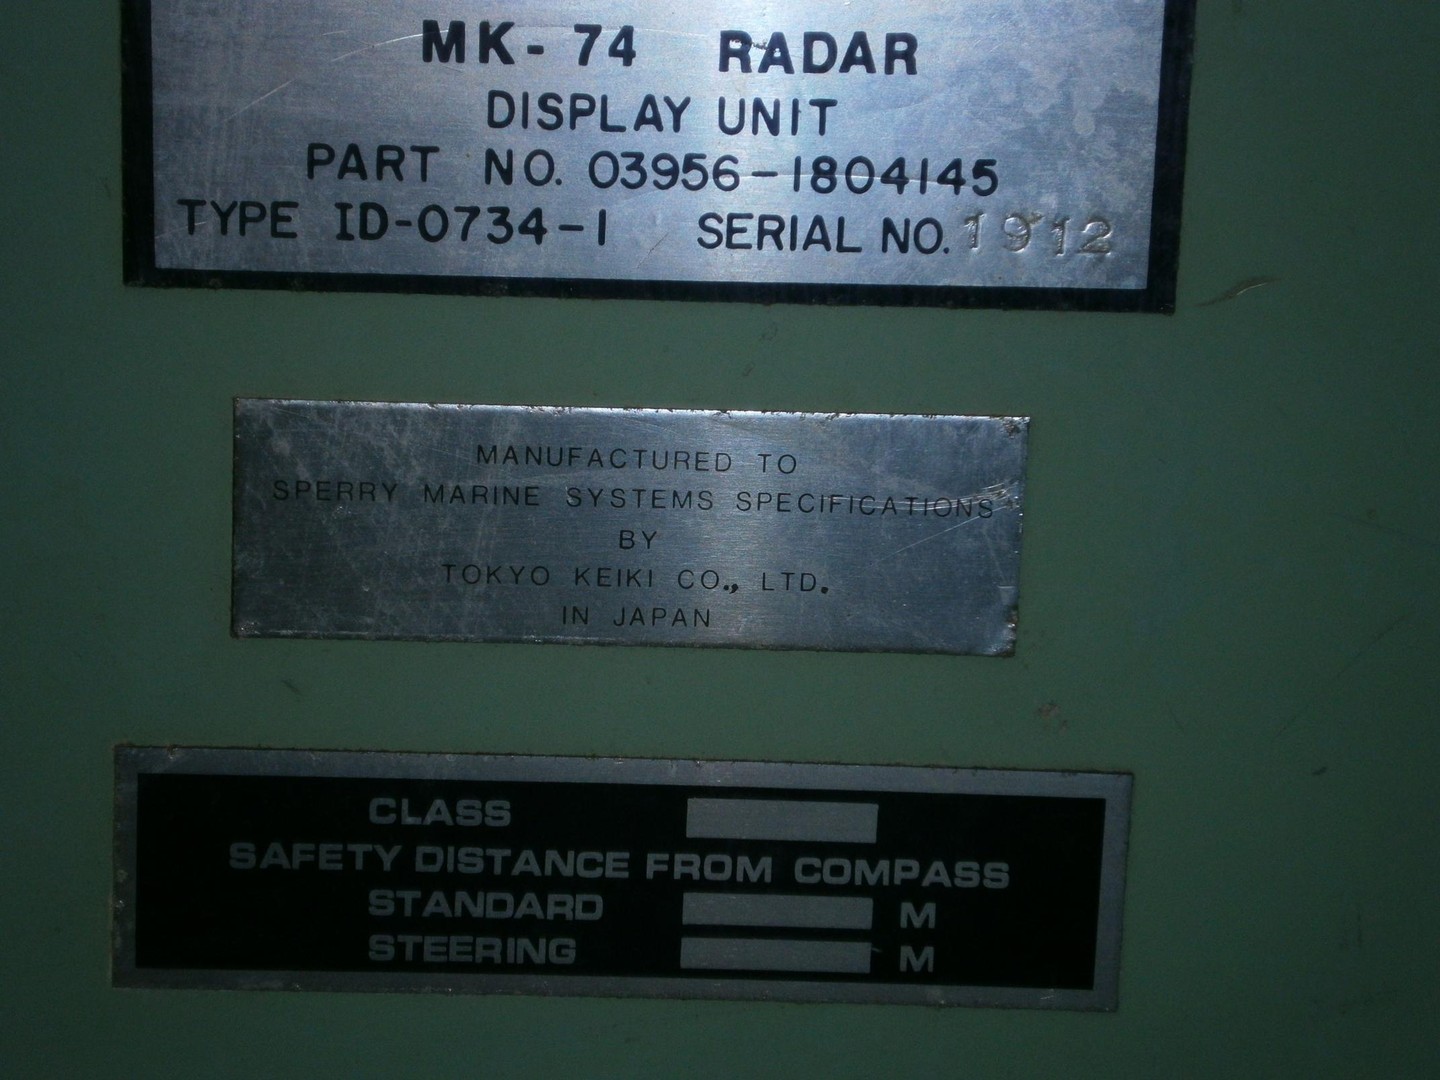 MK-74 RADAR
DISPLAY UNIT
PART NO. 03956-1804145
TYPE ID-0734-1 SERIAL NO. 1912
MANUFACTURED TO
SPERRY MARINE SYSTEMS SPECIFICATIONS
BY
TOKYO KEIKI CO., LTD.
IN JAPAN
CLASS
SAFETY DISTANCE FROM COMPASS
STANDARD M
STEERING M